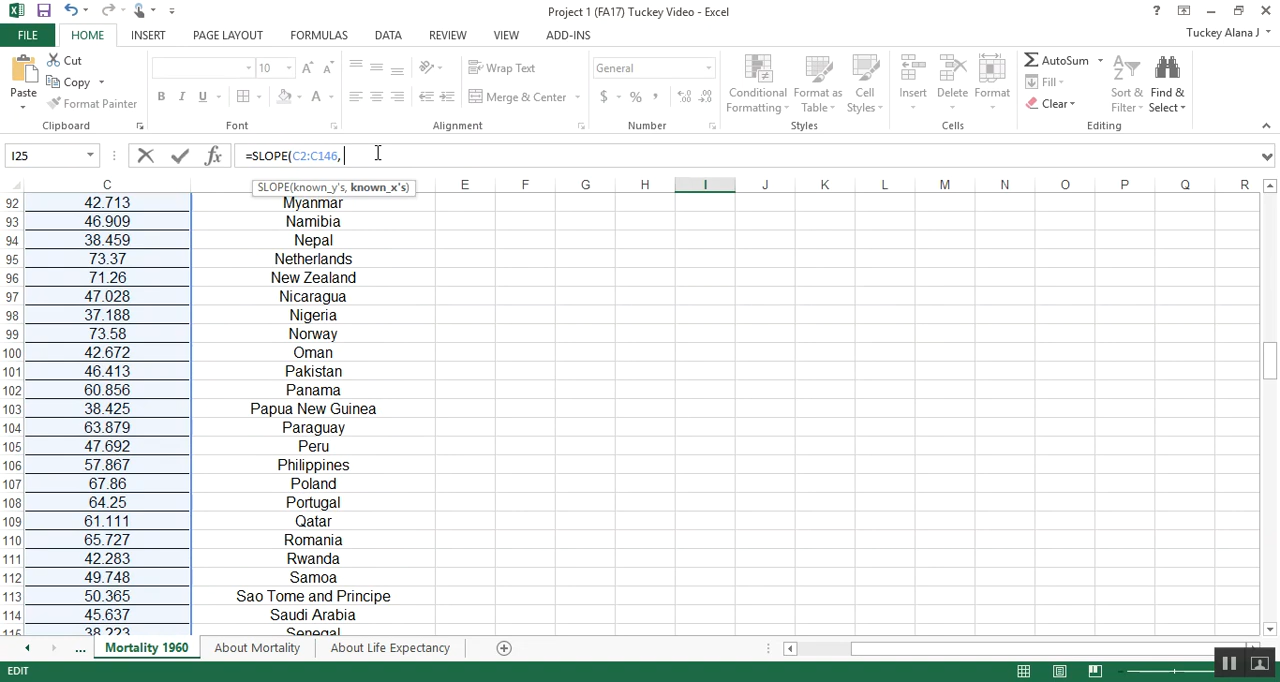 Project 1 (FA17) Tuckey Video - Excel
?
FILE HOME INSERT PAGE LAYOUT FORMULAS DATA REVIEW VIEW ADD-INS Tuckey Alana J
Paste Cut Copy Format Painter
Clipboard
10 A A B I U A
Font
Wrap Text
Merge & Center
Alignment
General
$ % ,
Number
Conditional Formatting
Format as Table
Cell Styles
Styles
Insert Delete Format
Cells
AutoSum
Fill
Clear
Sort & Filter
Find & Select
Editing
I25 fx =SLOPE(C2:C146,
SLOPE(known_y's, known_x's)
C E F G H I J K L M N O P Q R
92 42.713 Myanmar
93 46.909 Namibia
94 38.459 Nepal
95 73.37 Netherlands
96 71.26 New Zealand
97 47.028 Nicaragua
98 37.188 Nigeria
99 73.58 Norway
100 42.672 Oman
101 46.413 Pakistan
102 60.856 Panama
103 38.425 Papua New Guinea
104 63.879 Paraguay
105 47.692 Peru
106 57.867 Philippines
107 67.86 Poland
108 64.25 Portugal
109 61.111 Qatar
110 65.727 Romania
111 42.283 Rwanda
112 49.748 Samoa
113 50.365 Sao Tome and Principe
114 45.637 Saudi Arabia
115 38.223 Senegal
... Mortality 1960 About Mortality About Life Expectancy
EDIT